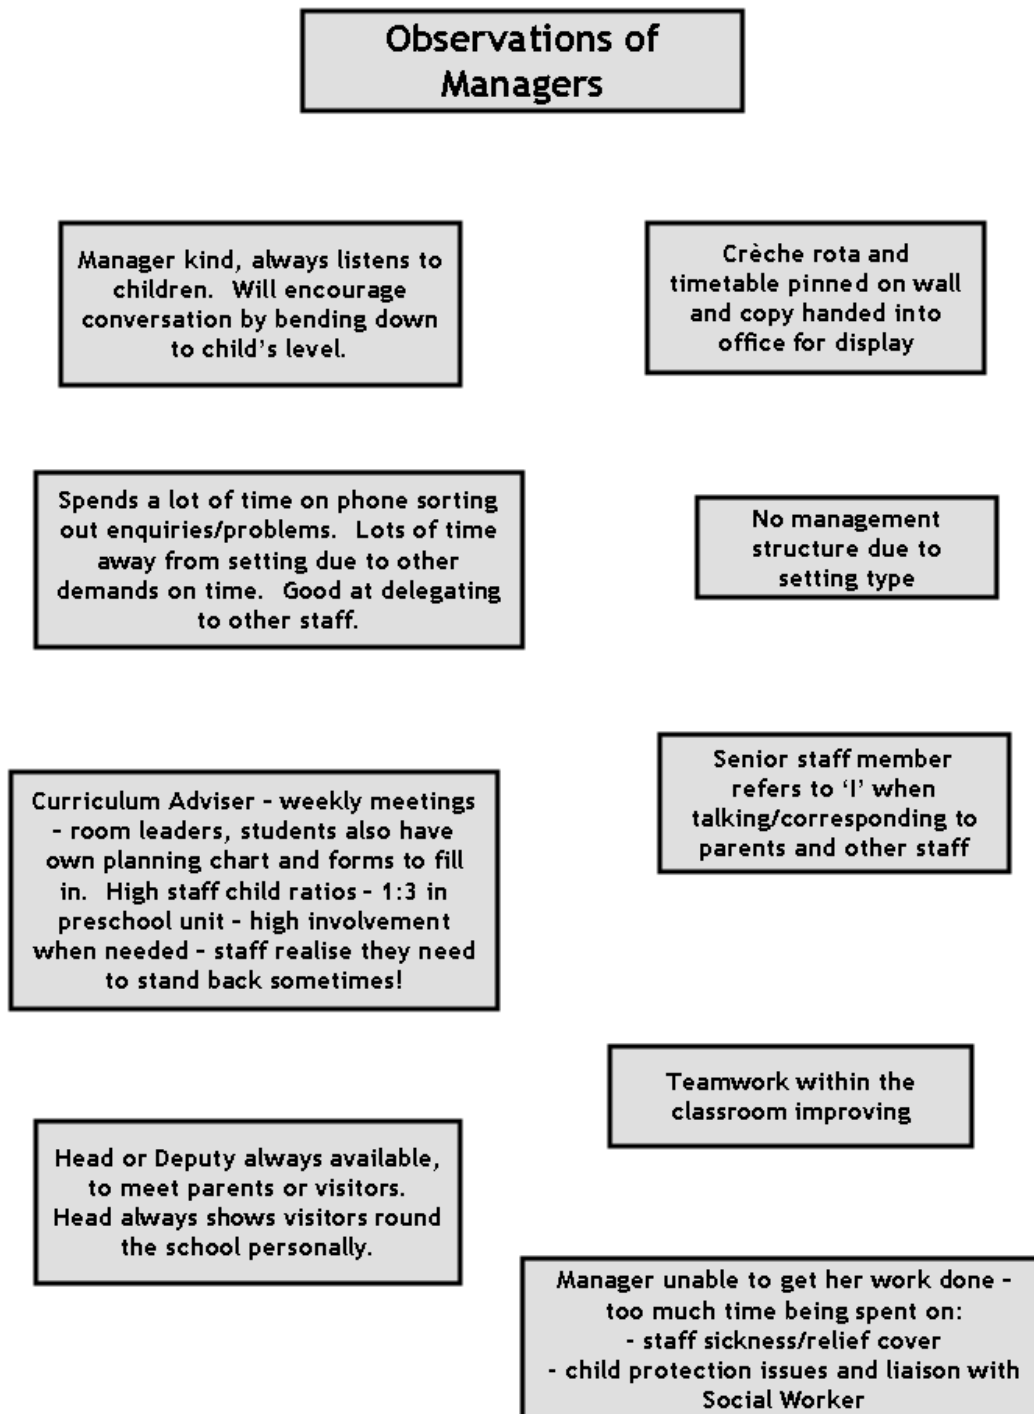 Observations of
Managers
Manager kind, always listens to
children.  Will encourage
conversation by bending down
to child's level.
Crèche rota and
timetable pinned on wall
and copy handed into
office for display
Spends a lot of time on phone sorting
out enquiries/problems.  Lots of time
away from setting due to other
demands on time.  Good at delegating
to other staff.
No management
structure due to
setting type
Curriculum Adviser - weekly meetings
- room leaders, students also have
own planning chart and forms to fill
in.  High staff child ratios - 1:3 in
preschool unit - high involvement
when needed - staff realise they need
to stand back sometimes!
Senior staff member
refers to 'I' when
talking/corresponding to
parents and other staff
Teamwork within the
classroom improving
Head or Deputy always available,
to meet parents or visitors.
Head always shows visitors round
the school personally.
Manager unable to get her work done -
too much time being spent on:
- staff sickness/relief cover
- child protection issues and liaison with
Social Worker